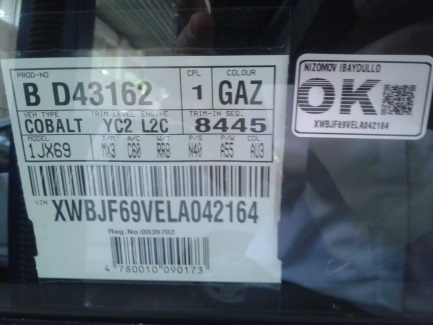 PROD-NO CPL COLOUR
B D43162 1 GAZ
VEH TYPE TRIM LEVEL ENGINE TRIM-IN SEQ.
COBALT YC2 L2C 8445
MODEL T/M A/C W/T P/S P/W COL
1JX69 MX3 C60 RR8 N40 A55 AU3
VIN XWBJF69VELA042164
Reg.No:0039702
4 780010 090173
NIZOMOV IBAYDULLO
OK
XWBJF69VELA042164